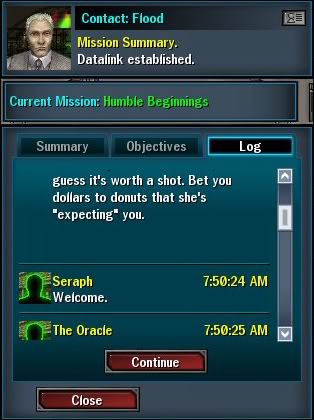 Contact: Flood
Mission Summary.
Datalink established.
Current Mission: Humble Beginnings
Summary
Objectives
Log
guess it's worth a shot. Bet you
dollars to donuts that she's
"expecting" you.
Seraph 7:50:24 AM
Welcome.
The Oracle 7:50:25 AM
Continue
Close